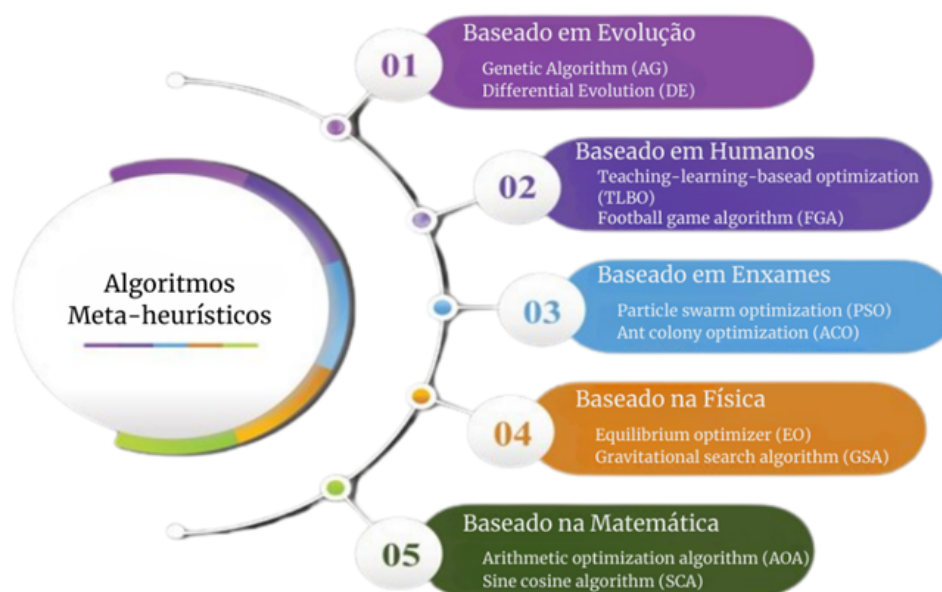 Algoritmos
Meta-heurísticos
01
Baseado em Evolução
Genetic Algorithm (AG)
Differential Evolution (DE)
02
Baseado em Humanos
Teaching-learning-basead optimization
(TLBO)
Football game algorithm (FGA)
03
Baseado em Enxames
Particle swarm optimization (PSO)
Ant colony optimization (ACO)
04
Baseado na Física
Equilibrium optimizer (EO)
Gravitational search algorithm (GSA)
05
Baseado na Matemática
Arithmetic optimization algorithm (AOA)
Sine cosine algorithm (SCA)